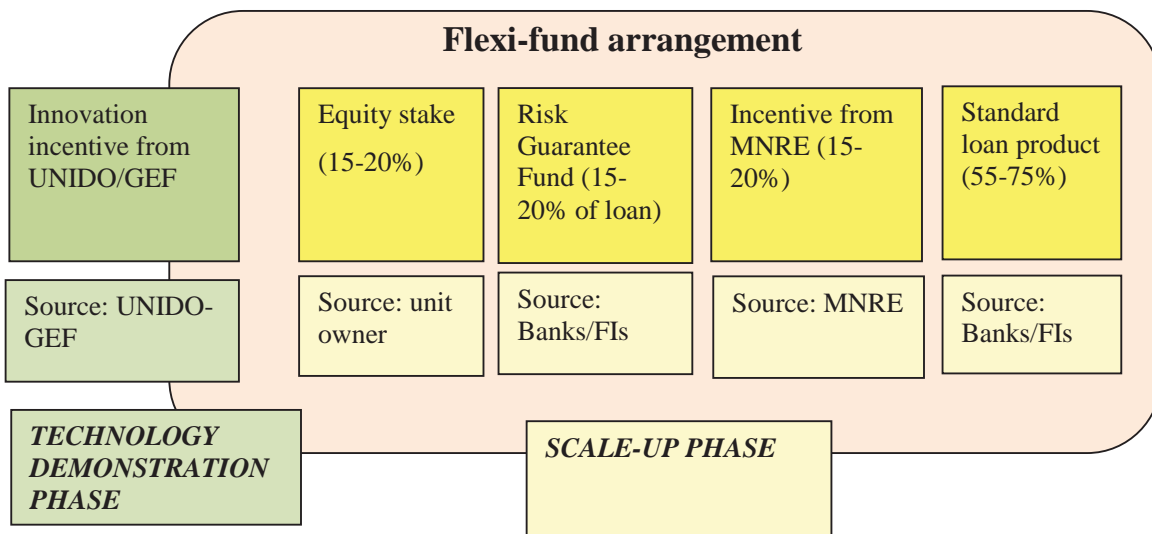 Flexi-fund arrangement
Innovation
incentive from
UNIDO/GEF
Equity stake
(15-20%)
Risk
Guarantee
Fund (15-
20% of loan)
Incentive from
MNRE (15-
20%)
Standard
loan product
(55-75%)
Source: UNIDO-
GEF
Source: unit
owner
Source:
Banks/FIs
Source: MNRE
Source:
Banks/FIs
TECHNOLOGY
DEMONSTRATION
PHASE
SCALE-UP PHASE